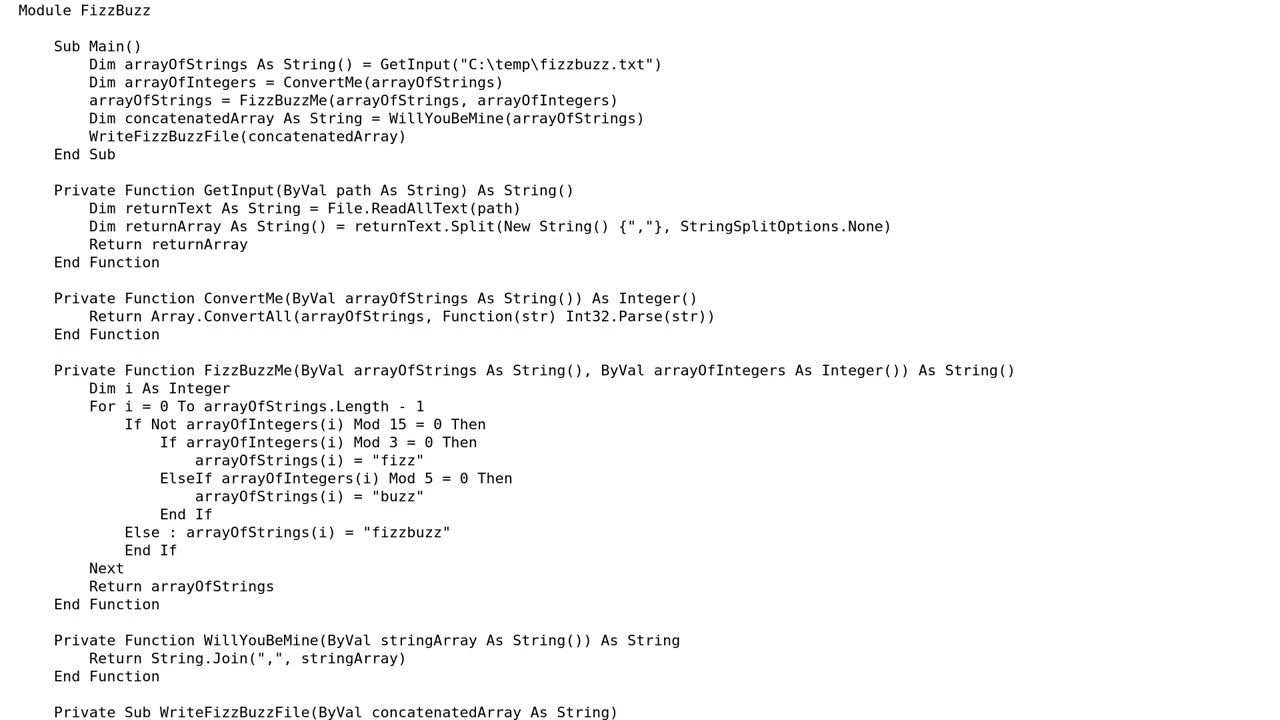 Module FizzBuzz

    Sub Main()
        Dim arrayOfStrings As String() = GetInput("C:\temp\fizzbuzz.txt")
        Dim arrayOfIntegers = ConvertMe(arrayOfStrings)
        arrayOfStrings = FizzBuzzMe(arrayOfStrings, arrayOfIntegers)
        Dim concatenatedArray As String = WillYouBeMine(arrayOfStrings)
        WriteFizzBuzzFile(concatenatedArray)
    End Sub

    Private Function GetInput(ByVal path As String) As String()
        Dim returnText As String = File.ReadAllText(path)
        Dim returnArray As String() = returnText.Split(New String() {","}, StringSplitOptions.None)
        Return returnArray
    End Function

    Private Function ConvertMe(ByVal arrayOfStrings As String()) As Integer()
        Return Array.ConvertAll(arrayOfStrings, Function(str) Int32.Parse(str))
    End Function

    Private Function FizzBuzzMe(ByVal arrayOfStrings As String(), ByVal arrayOfIntegers As Integer()) As String()
        Dim i As Integer
        For i = 0 To arrayOfStrings.Length - 1
            If Not arrayOfIntegers(i) Mod 15 = 0 Then
                If arrayOfIntegers(i) Mod 3 = 0 Then
                    arrayOfStrings(i) = "fizz"
                ElseIf arrayOfIntegers(i) Mod 5 = 0 Then
                    arrayOfStrings(i) = "buzz"
                End If
            Else : arrayOfStrings(i) = "fizzbuzz"
            End If
        Next
        Return arrayOfStrings
    End Function

    Private Function WillYouBeMine(ByVal stringArray As String()) As String
        Return String.Join(",", stringArray)
    End Function

    Private Sub WriteFizzBuzzFile(ByVal concatenatedArray As String)